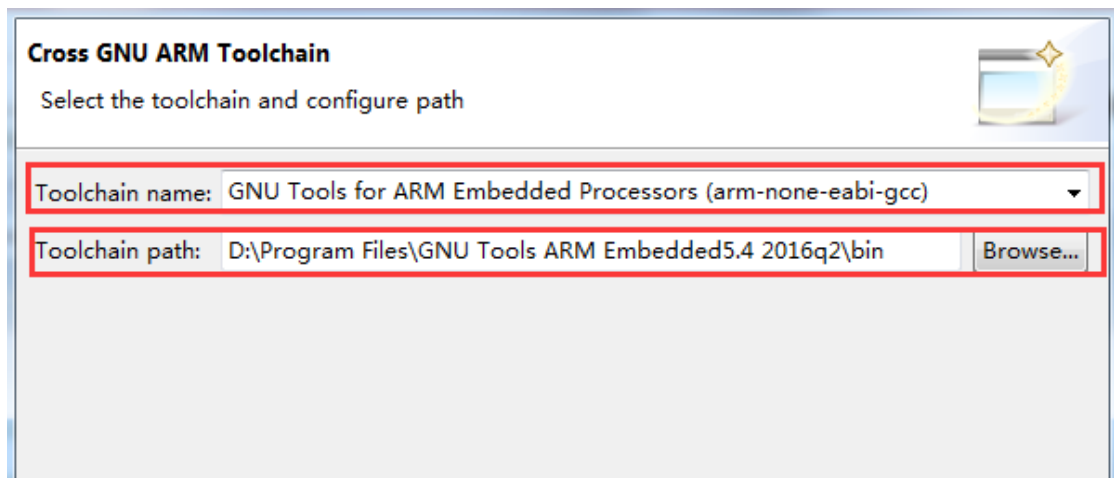 Cross GNU ARM Toolchain
Select the toolchain and configure path
Toolchain name: GNU Tools for ARM Embedded Processors (arm-none-eabi-gcc)
Toolchain path: D:\Program Files\GNU Tools ARM Embedded5.4 2016q2\bin Browse...